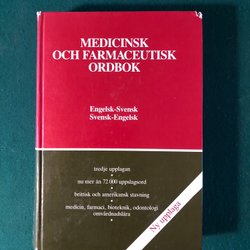 MEDICINSK
OCH FARMACEUTISK
ORDBOK
Engelsk-Svensk
Svensk-Engelsk
tredje upplagan
nu mer än 72 000 uppslagsord
brittisk och amerikansk stavning
medicin, farmaci, bioteknik, odontologi
omvårdnadslära
Ny upplaga